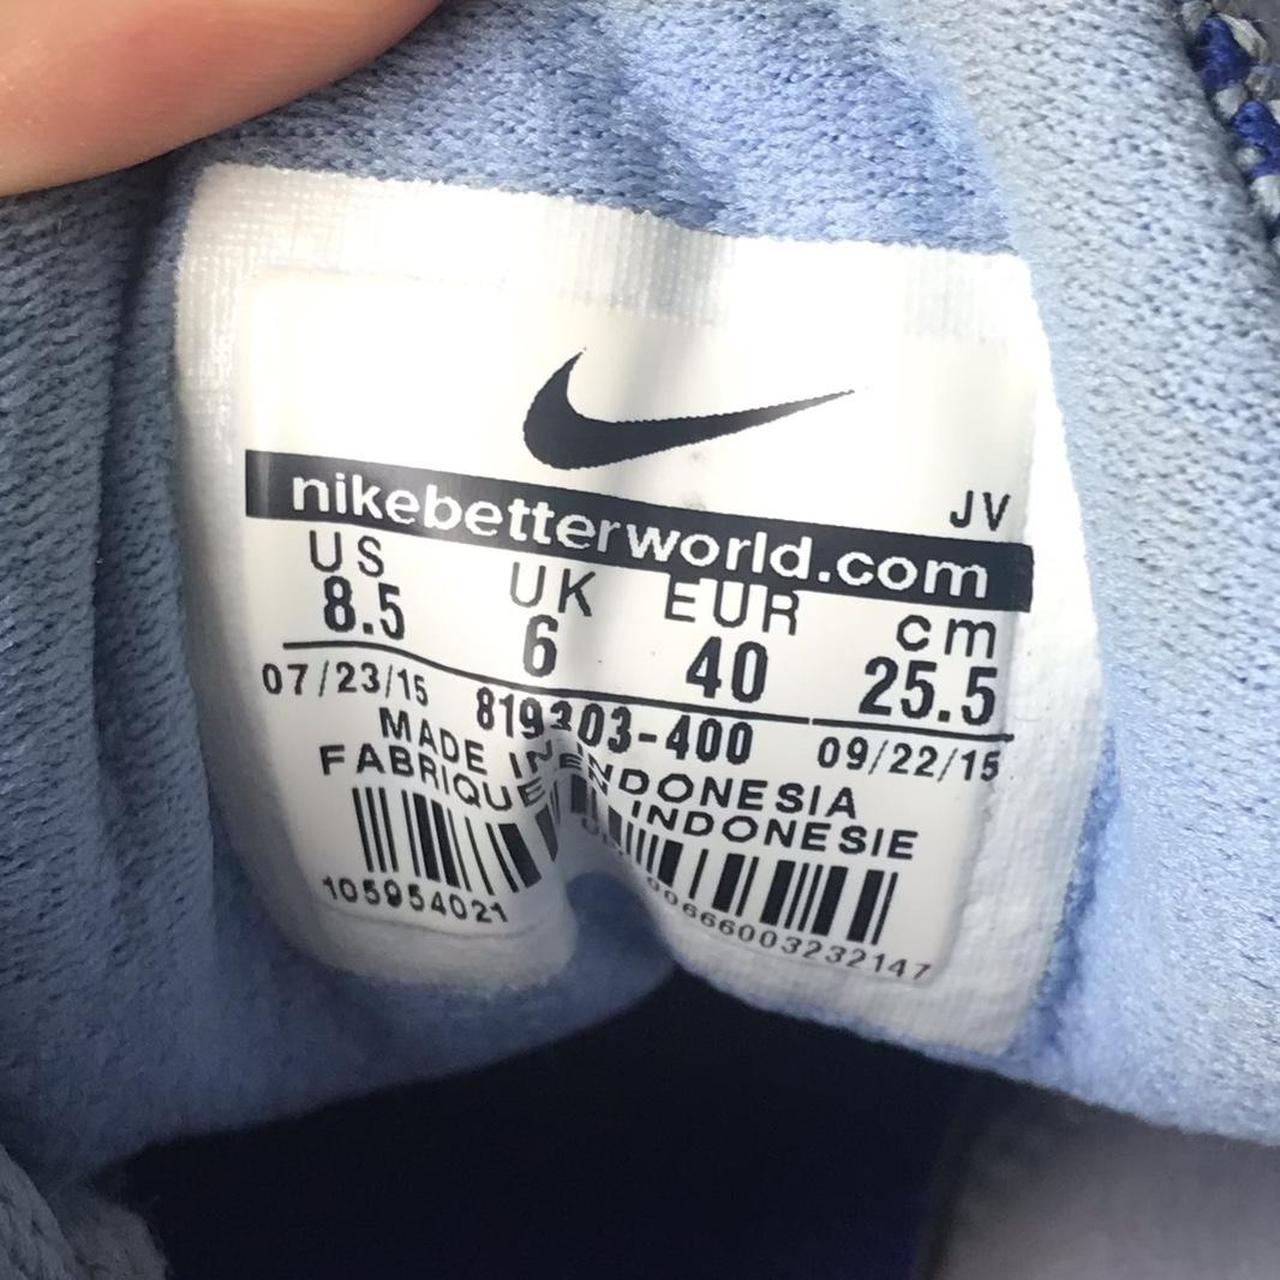 JV
nikebetterworld.com
US UK EUR cm
8.5 6 40 25.5
07/23/15 819303-400 09/22/15
MADE IN INDONESIA
FABRIQUE EN INDONESIE
105954021 00666003232147